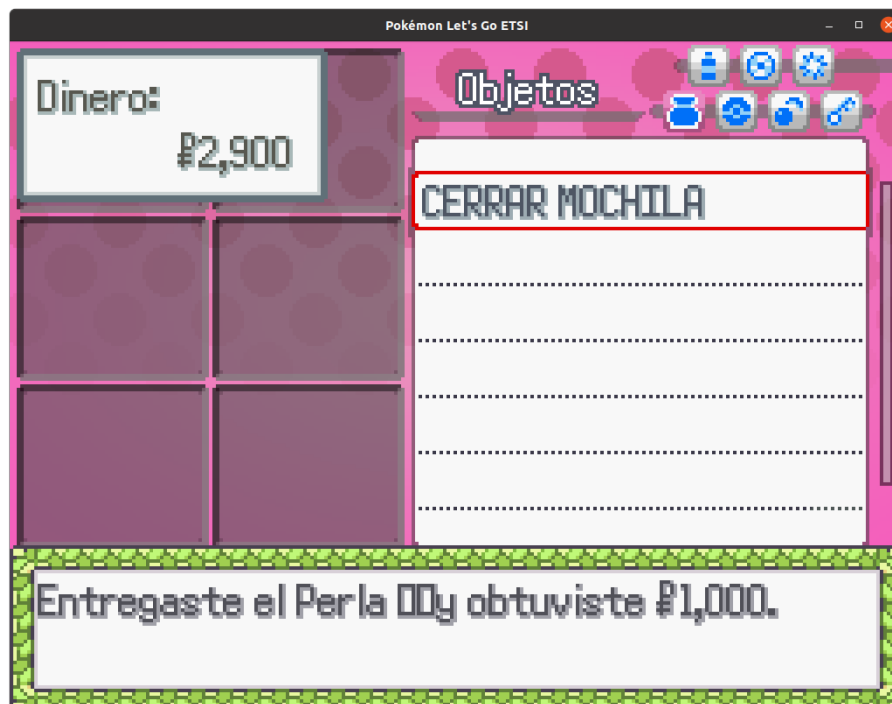 Pokémon Let's Go ETSI
Dinero:
₽2,900
Objetos
CERRAR MOCHILA
Entregaste el Perla □□y obtuviste ₽1,000.